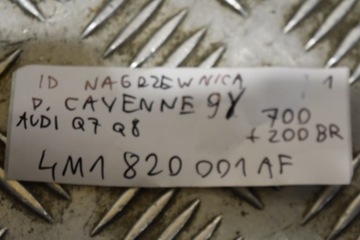 ID NAGRZEWNICA 1
P. CAYENNE 9Y 700
AUDI Q7 Q8 + 200 BR
4M1 820 001 AF